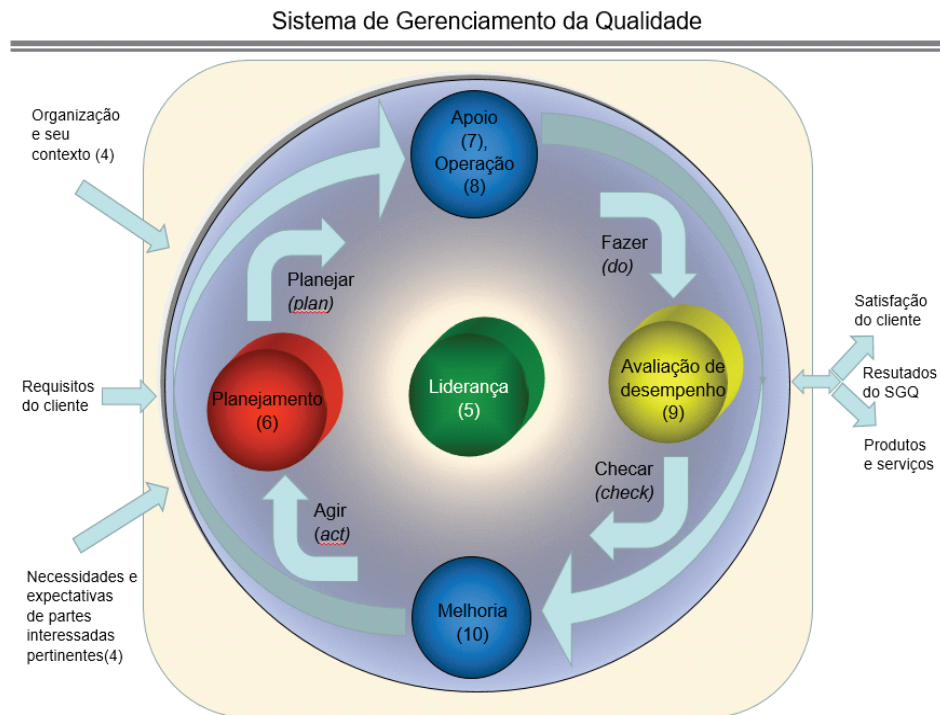 Sistema de Gerenciamento da Qualidade
Organização
e seu
contexto (4)
Apoio
(7),
Operação
(8)
Planejar
(plan)
Fazer
(do)
Requisitos
do cliente
Planejamento
(6)
Liderança
(5)
Avaliação de
desempenho
(9)
Satisfação
do cliente
Resutados
do SGQ
Produtos
e serviços
Agir
(act)
Checar
(check)
Necessidades e
expectativas
de partes
interessadas
pertinentes(4)
Melhoria
(10)